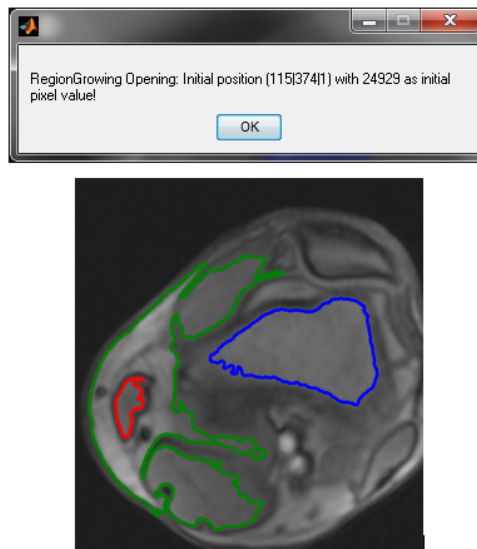 RegionGrowing Opening: Initial position (115|374|1) with 24929 as initial
pixel value!
OK